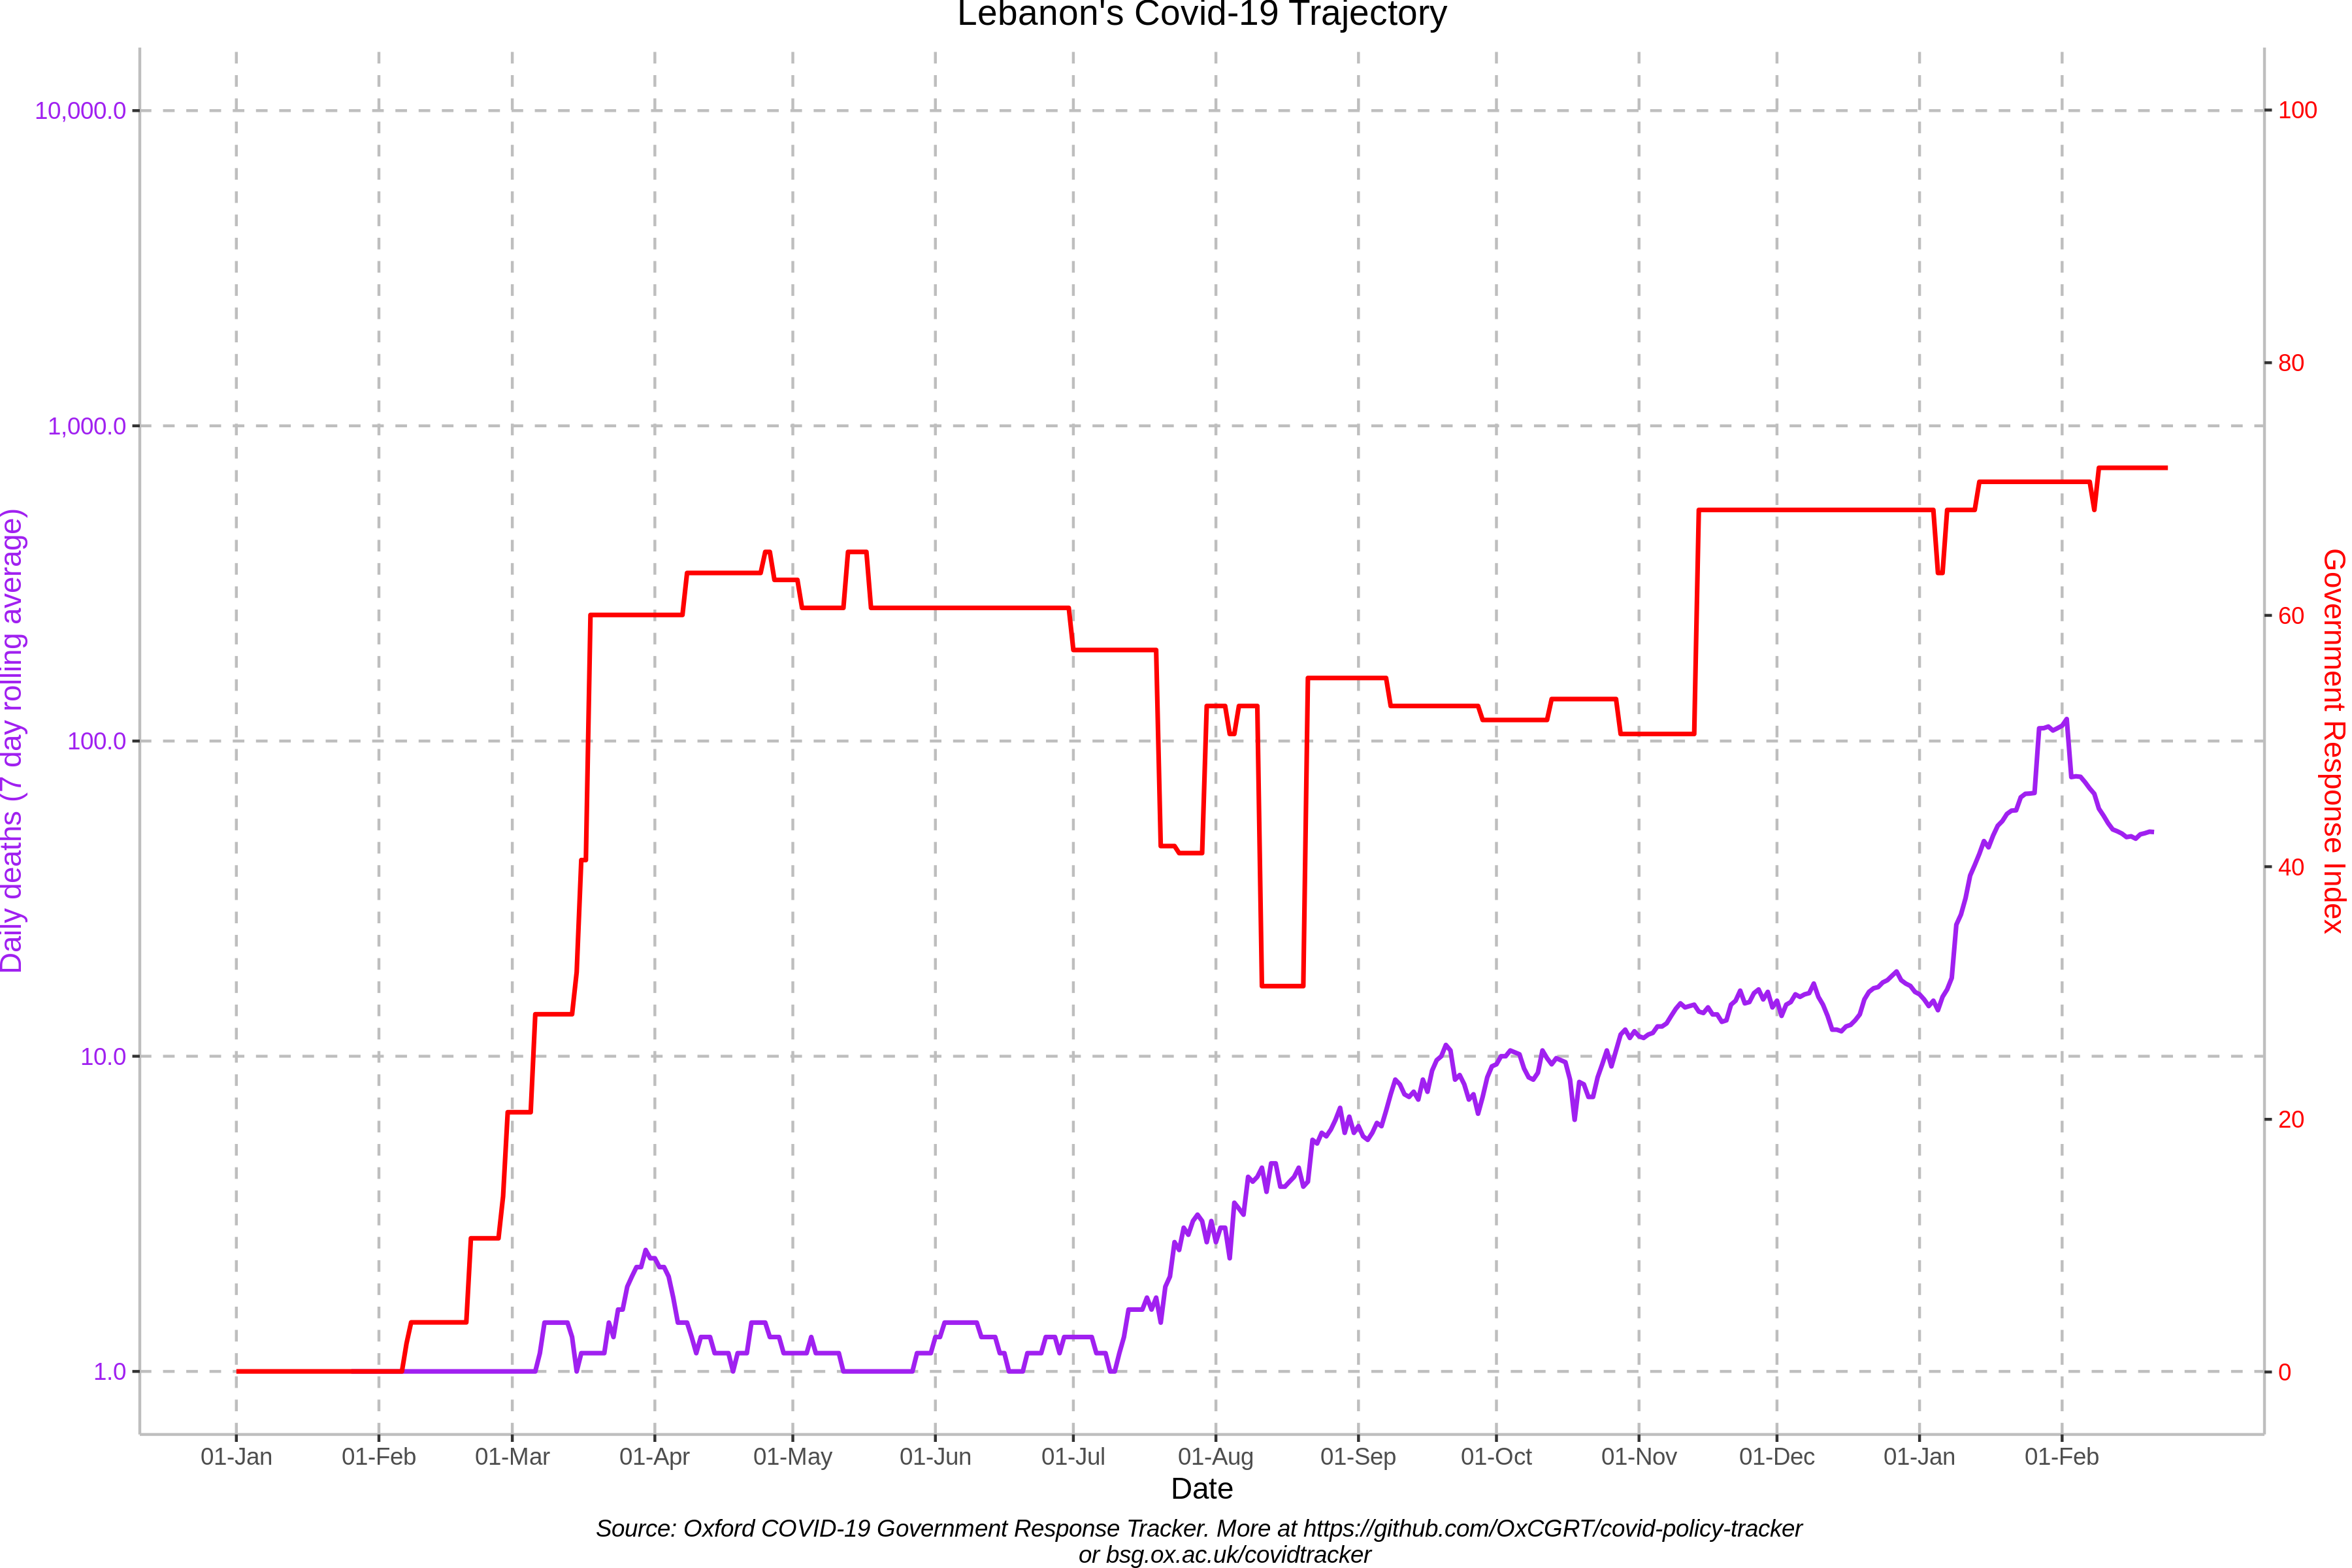 Lebanon's Covid-19 Trajectory
Daily deaths (7 day rolling average)
10,000.0
1,000.0
100.0
10.0
1.0
100
80
60
40
20
0
Government Response Index
01-Jan 01-Feb 01-Mar 01-Apr 01-May 01-Jun 01-Jul 01-Aug 01-Sep 01-Oct 01-Nov 01-Dec 01-Jan 01-Feb
Date
Source: Oxford COVID-19 Government Response Tracker. More at https://github.com/OxCGRT/covid-policy-tracker
or bsg.ox.ac.uk/covidtracker